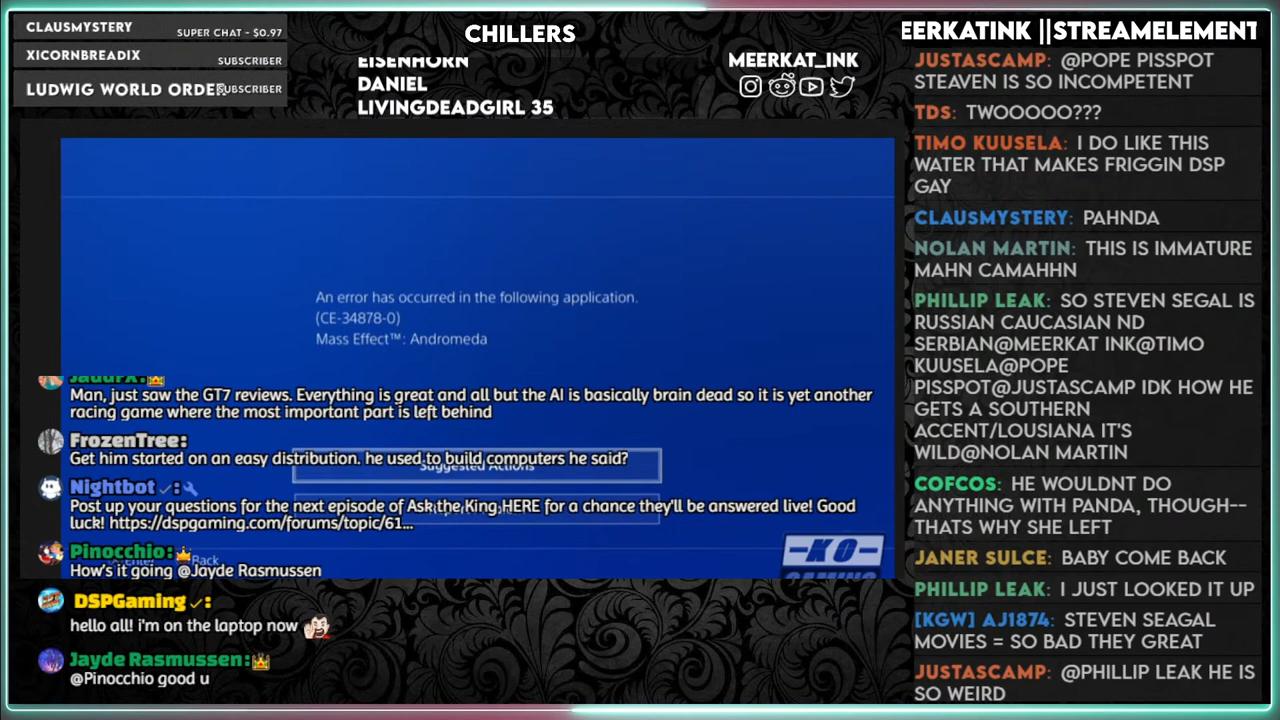 CLAUSMYSTERY
SUPER CHAT - $0.97
XICORNBREADIX
SUBSCRIBER
LUDWIG WORLD ORDER
SUBSCRIBER
CHILLERS
EISENHORN
DANIEL
LIVINGDEADGIRL 35
MEERKAT_INK
EERKATINK ||STREAMELEMENT
An error has occurred in the following application.
(CE-34878-0)
Mass Effect™: Andromeda
Suggested Actions
JaddFX:
Man, just saw the GT7 reviews. Everything is great and all but the AI is basically brain dead so it is yet another
racing game where the most important part is left behind
FrozenTree:
Get him started on an easy distribution. he used to build computers he said?
Nightbot :
Post up your questions for the next episode of Ask the King HERE for a chance they'll be answered live! Good
luck! https://dspgaming.com/forums/topic/61...
Pinocchio:
Back
How's it going @Jayde Rasmussen
-KO-
GAMING
DSPGaming :
hello all! i'm on the laptop now
Jayde Rasmussen:
@Pinocchio good u
JUSTASCAMP: @POPE PISSPOT
STEAVEN IS SO INCOMPETENT
TDS: TWOOOOO???
TIMO KUUSELA: I DO LIKE THIS
WATER THAT MAKES FRIGGIN DSP
GAY
CLAUSMYSTERY: PAHNDA
NOLAN MARTIN: THIS IS IMMATURE
MAHN CAMAHHN
PHILLIP LEAK: SO STEVEN SEGAL IS
RUSSIAN CAUCASIAN ND
SERBIAN@MEERKAT INK@TIMO
KUUSELA@POPE
PISSPOT@JUSTASCAMP IDK HOW HE
GETS A SOUTHERN
ACCENT/LOUSIANA IT'S
WILD@NOLAN MARTIN
COFCOS: HE WOULDNT DO
ANYTHING WITH PANDA, THOUGH--
THATS WHY SHE LEFT
JANER SULCE: BABY COME BACK
PHILLIP LEAK: I JUST LOOKED IT UP
[KGW] AJ1874: STEVEN SEAGAL
MOVIES = SO BAD THEY GREAT
JUSTASCAMP: @PHILLIP LEAK HE IS
SO WEIRD